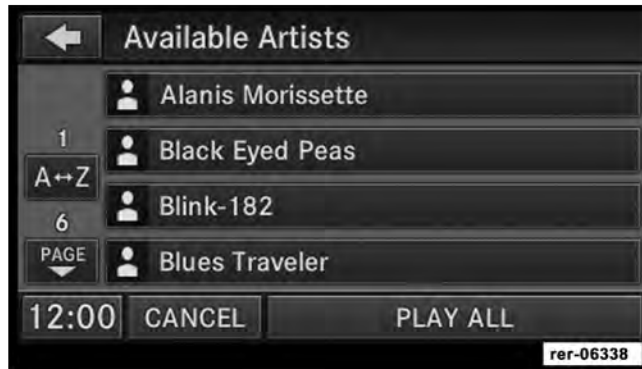 Available Artists
Alanis Morissette
1
Black Eyed Peas
A↔Z
Blink-182
6
PAGE
Blues Traveler
12:00 CANCEL PLAY ALL
rer-06338